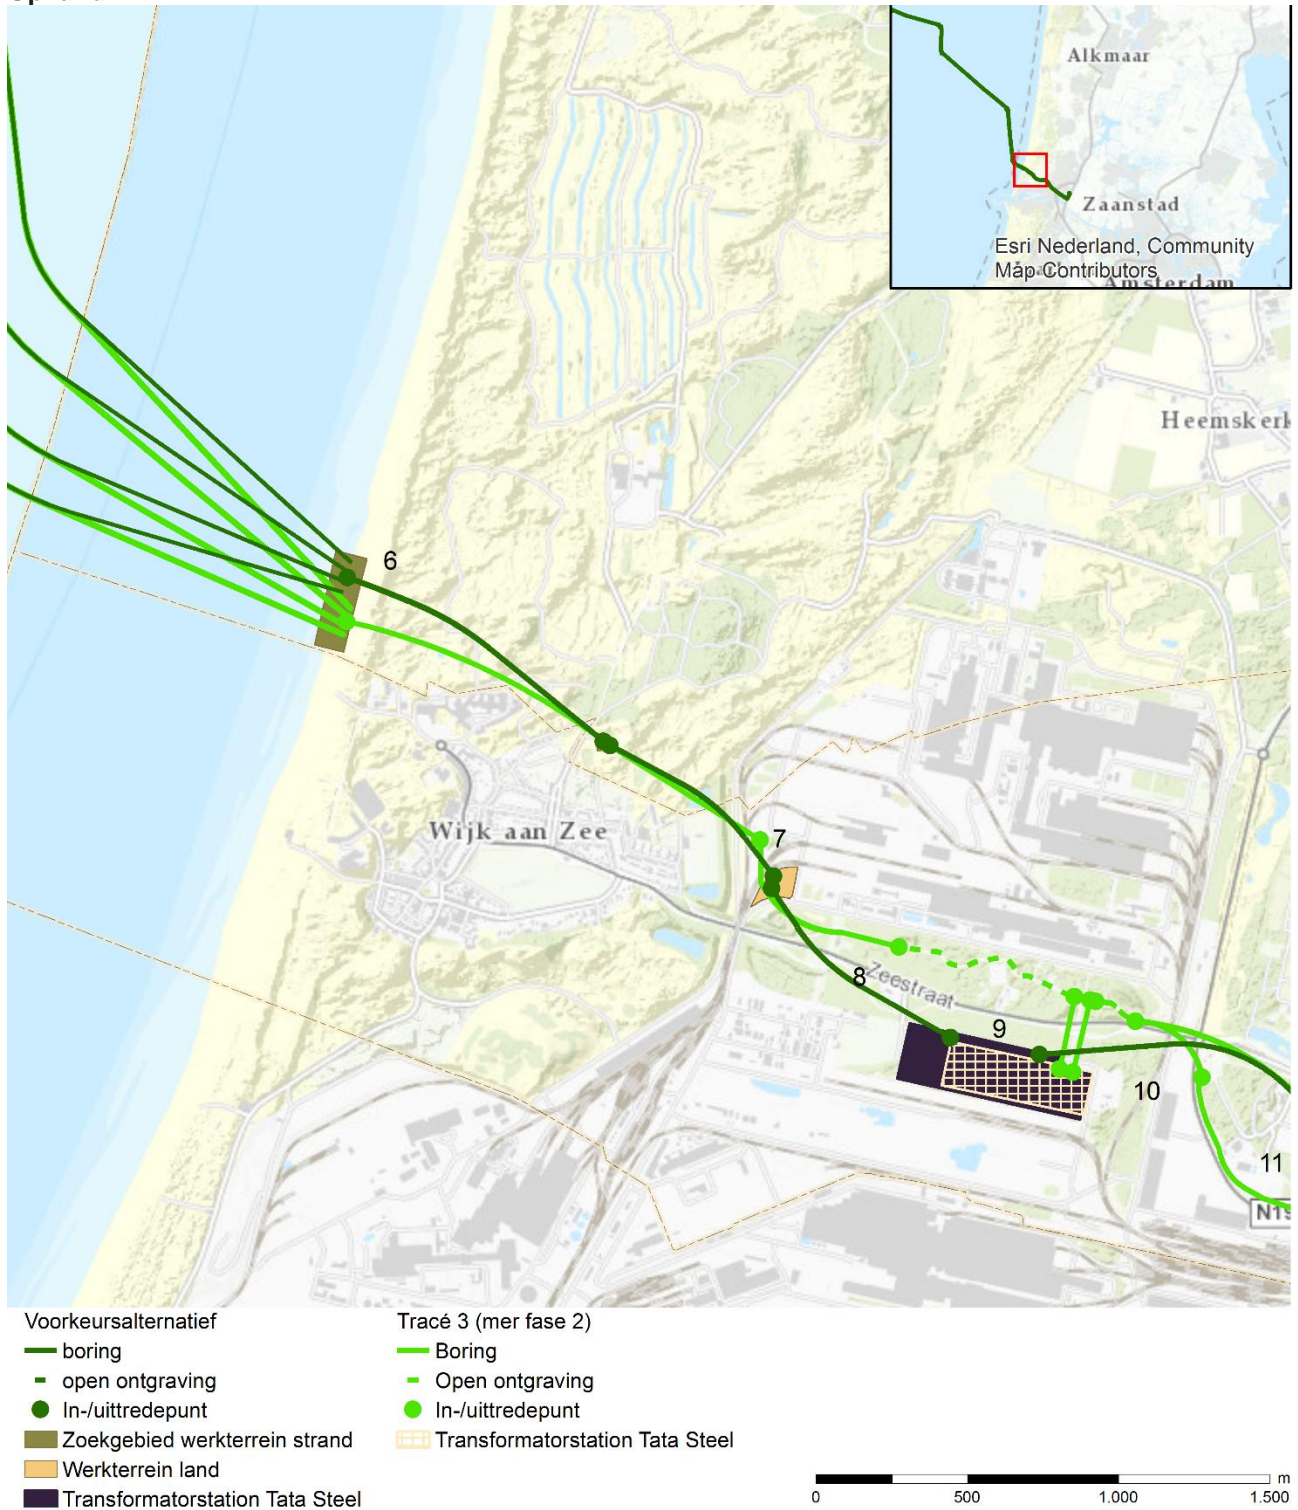 Alkmaar
Zaanstad
Esri Nederland, Community
Map Contributors
Amsterdam
Heemskerk
6
Wijk aan Zee
7
8
Zeestraat
9
10
11
Voorkeursalternatief
boring
open ontgraving
In-/uittredepunt
Zoekgebied werkterrein strand
Werkterrein land
Transformatorstation Tata Steel
Tracé 3 (mer fase 2)
Boring
Open ontgraving
In-/uittredepunt
Transformatorstation Tata Steel
m
0 500 1.000 1.500